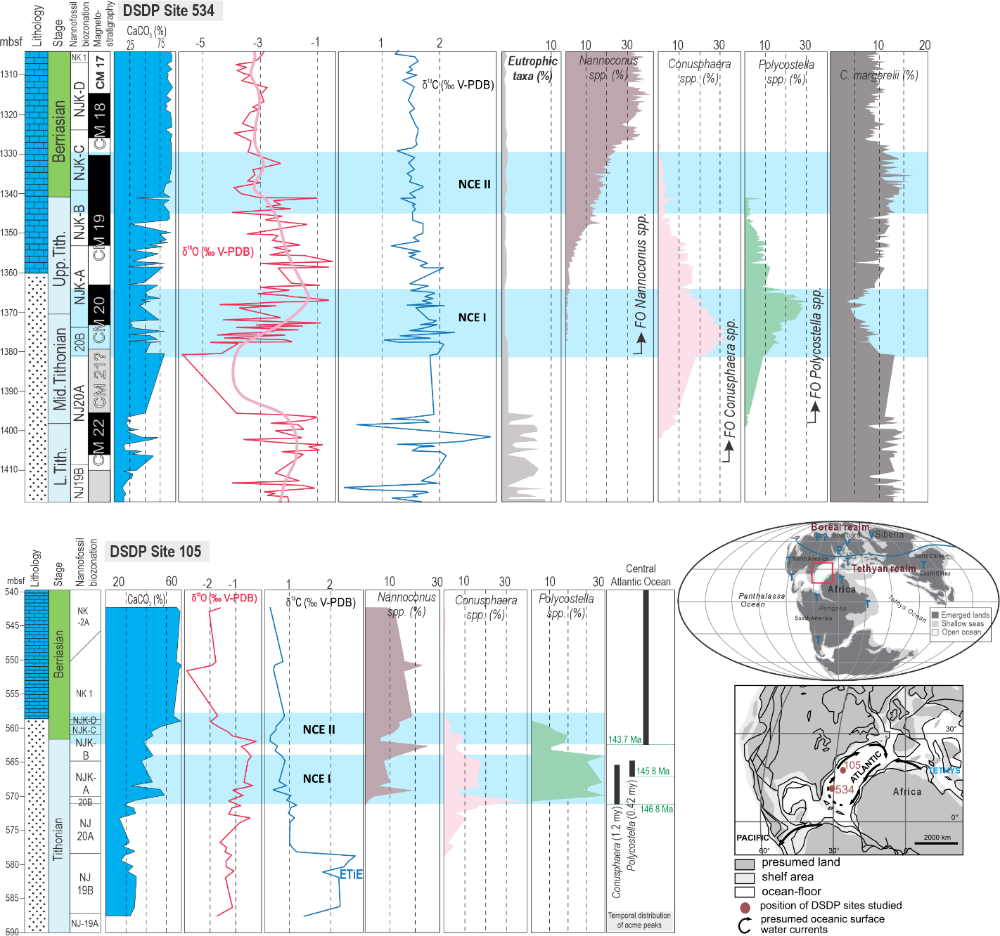 DSDP Site 534
mbsf
Lithology
Stage
Nannofossil
biozonation
Magneto-
stratigraphy
CaCO3 (%)
25 75
-5 -3 -1
1 2
10
10 30
10 30
10 30
10 20
Eutrophic
taxa (%)
Nannoconus
spp. (%)
Conusphaera
spp. (%)
Polycostella
spp. (%)
C. margerelii (%)
δ13C (‰ V-PDB)
δ18O (‰ V-PDB)
1310
1320
1330
1340
1350
1360
1370
1380
1390
1400
1410
Berriasian
Upp. Tith.
Mid. Tithonian
L. Tith.
NK 1
NJK-D
NJK-C
NJK-B
NJK-A
20B
NJ20A
NJ19B
CM 17
CM 18
CM 19
CM 20
CM 21?
CM 22
NCE II
NCE I
FO Nannoconus spp.
FO Conusphaera spp.
FO Polycostella spp.
DSDP Site 105
mbsf
Lithology
Stage
Nannofossil
biozonation
20 60
CaCO3 (%)
-2 -1
δ18O (‰ V-PDB)
1 2
δ13C (‰ V-PDB)
10 30
Nannoconus
spp. (%)
10 30
Conusphaera
spp. (%)
10 30
Polycostella
spp. (%)
Central
Atlantic Ocean
540
545
550
555
560
565
570
575
580
585
590
Berriasian
Tithonian
NK
-2A
NK 1
NJK-D
NJK-C
NJK-
B
NJK-
A
20B
NJ
20A
NJ
19B
NJ-19A
NCE II
NCE I
ETiE
143.7 Ma
145.8 Ma
146.8 Ma
Conusphaera (1.2 my)
Polycostella (0.42 my)
Temporal distribution
of acme peaks
Boreal realm
P? Svalbard V Siberia
V
P
T North America
T
Tethyan realm
North China
T
South China
T
T
Africa
Panthalassa
Ocean
T
Pangaea
T
Tethys Ocean
South America
T
Emerged lands
Shallow seas
Open ocean
30°
105
ATLANTIC
TETHYS
534
Africa
0°
PACIFIC
2000 km
60° 30° 0°
presumed land
shelf area
ocean-floor
position of DSDP sites studied
presumed oceanic surface
water currents